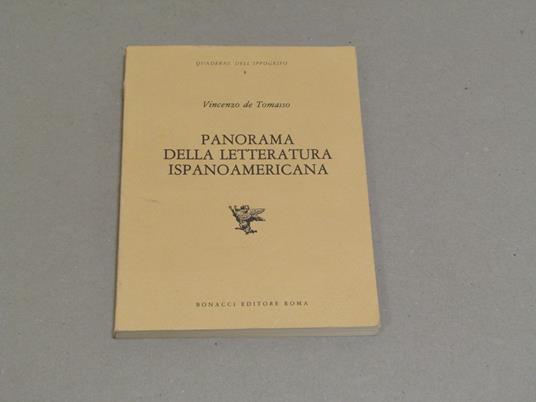 QUADERNI DELL'IPPOGRIFO
Vincenzo de Tomasso
PANORAMA
DELLA LETTERATURA
ISPANOAMERICANA
BONACCI EDITORE ROMA